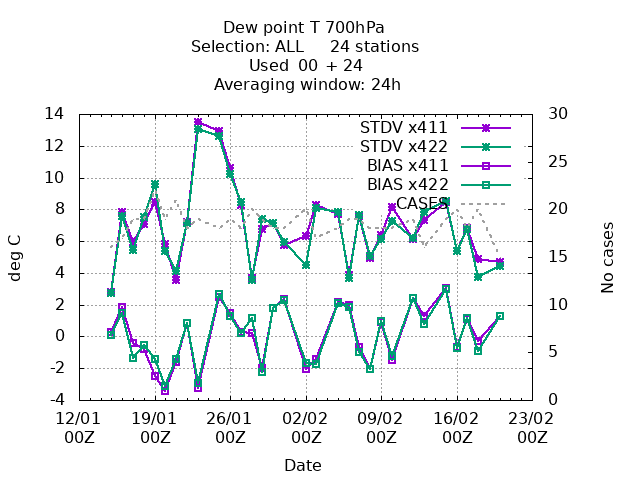 Dew point T 700hPa
Selection: ALL 24 stations
Used 00 + 24
Averaging window: 24h
14 30
12 25
10 20
8 15
6 10
4 5
2 0
0
-2
-4
STDV x411
STDV x422
BIAS x411
BIAS x422
CASES
deg C
No cases
12/01 19/01 26/01 02/02 09/02 16/02 23/02
00Z 00Z 00Z 00Z 00Z 00Z 00Z
Date